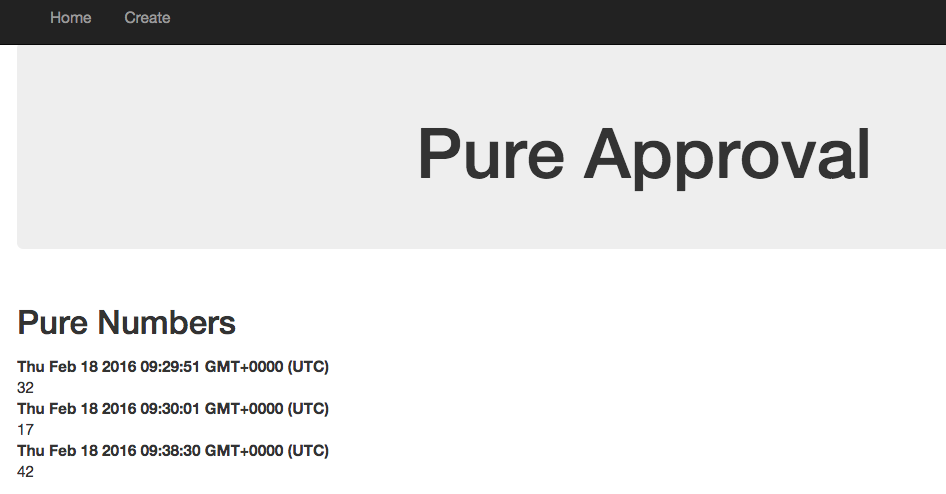 Home Create
Pure Approval
Pure Numbers
Thu Feb 18 2016 09:29:51 GMT+0000 (UTC)
32
Thu Feb 18 2016 09:30:01 GMT+0000 (UTC)
17
Thu Feb 18 2016 09:38:30 GMT+0000 (UTC)
42